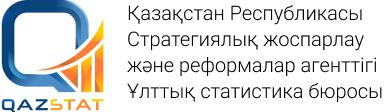 Қазақстан Республикасы
Стратегиялық жоспарлау
және реформалар агенттігі
Ұлттық статистика бюросы
QAZSTAT